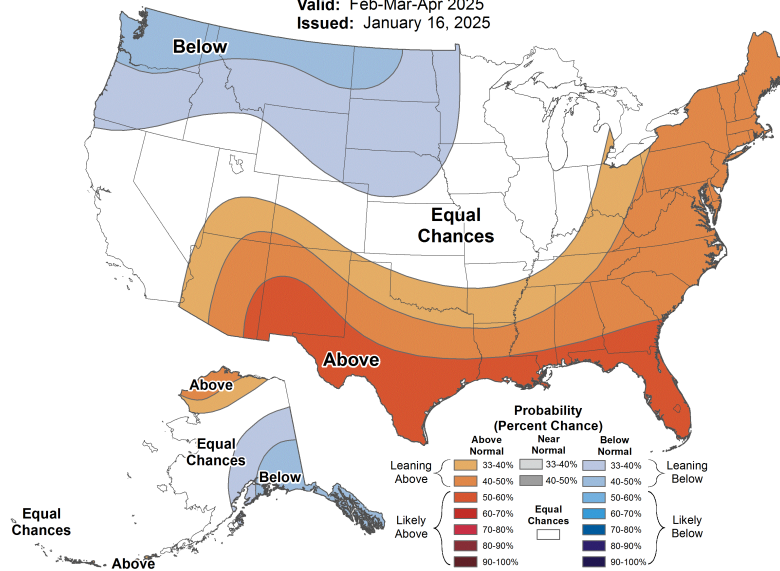 Valid: Feb-Mar-Apr 2025
Issued: January 16, 2025
Below
Equal
Chances
Above
Above
Equal
Chances
Below
Equal
Chances
Above
Probability
(Percent Chance)
Above
Normal
Near
Normal
Below
Normal
Leaning
Above
33-40%
40-50%
50-60%
60-70%
70-80%
80-90%
90-100%
Likely
Above
33-40%
40-50%
Equal
Chances
33-40%
40-50%
50-60%
60-70%
70-80%
80-90%
90-100%
Leaning
Below
Likely
Below